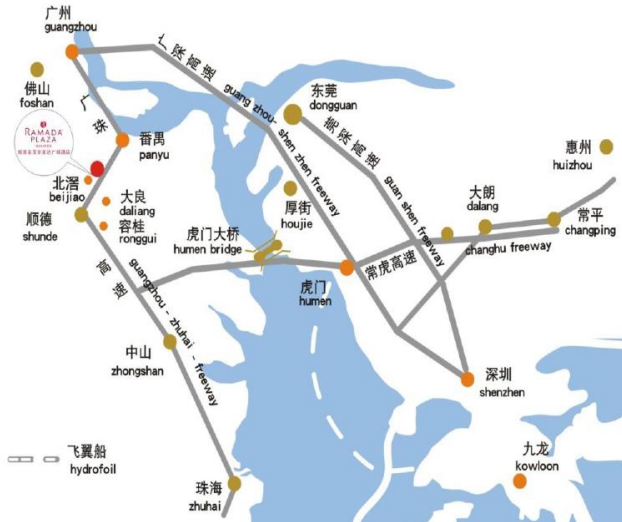 广州
guangzhou
佛山
foshan
RAMADA
PLAZA
广
珠
高
速
番禺
panyu
北滘
beijiao
大良
daliang
容桂
ronggui
顺德
shunde
guangzhou - zhuhai - freeway
中山
zhongshan
珠海
zhuhai
广深高速
guang zhou-shen zhen freeway
东莞
dongguan
莞深高速
guan shen freeway
厚街
houjie
虎门大桥
humen bridge
虎门
humen
常虎高速
changhu freeway
大朗
dalang
惠州
huizhou
常平
changping
深圳
shenzhen
九龙
kowloon
飞翼船
hydrofoil